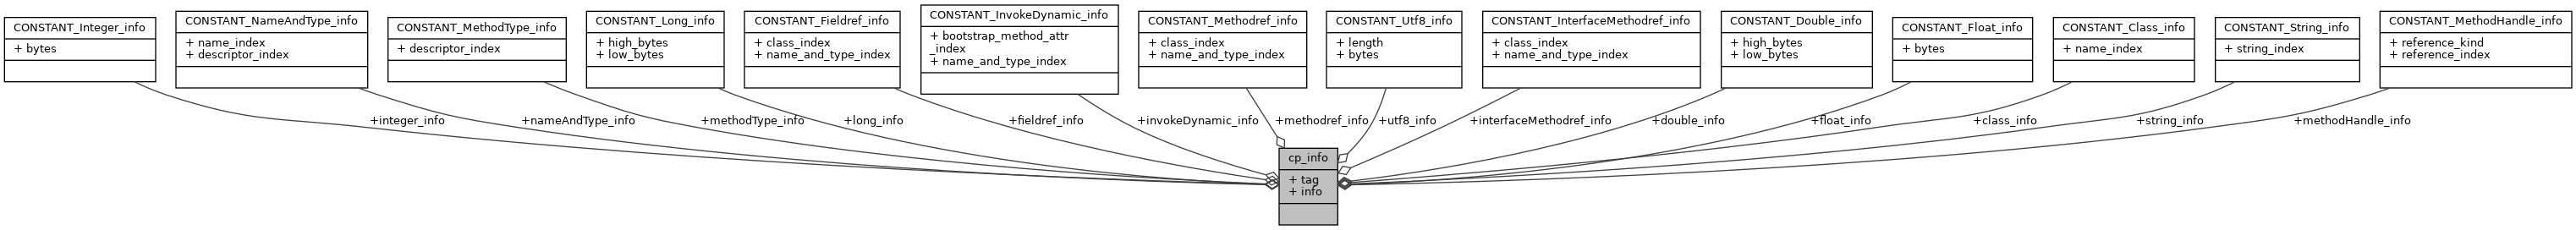 CONSTANT_Integer_info
+ bytes
CONSTANT_NameAndType_info
+ name_index
+ descriptor_index
CONSTANT_MethodType_info
+ descriptor_index
CONSTANT_Long_info
+ high_bytes
+ low_bytes
CONSTANT_Fieldref_info
+ class_index
+ name_and_type_index
CONSTANT_InvokeDynamic_info
+ bootstrap_method_attr
_index
+ name_and_type_index
CONSTANT_Methodref_info
+ class_index
+ name_and_type_index
CONSTANT_Utf8_info
+ length
+ bytes
CONSTANT_InterfaceMethodref_info
+ class_index
+ name_and_type_index
CONSTANT_Double_info
+ high_bytes
+ low_bytes
CONSTANT_Float_info
+ bytes
CONSTANT_Class_info
+ name_index
CONSTANT_String_info
+ string_index
CONSTANT_MethodHandle_info
+ reference_kind
+ reference_index
+integer_info
+nameAndType_info
+methodType_info
+long_info
+fieldref_info
+invokeDynamic_info
+methodref_info
+utf8_info
+interfaceMethodref_info
+double_info
+float_info
+class_info
+string_info
+methodHandle_info
cp_info
+ tag
+ info